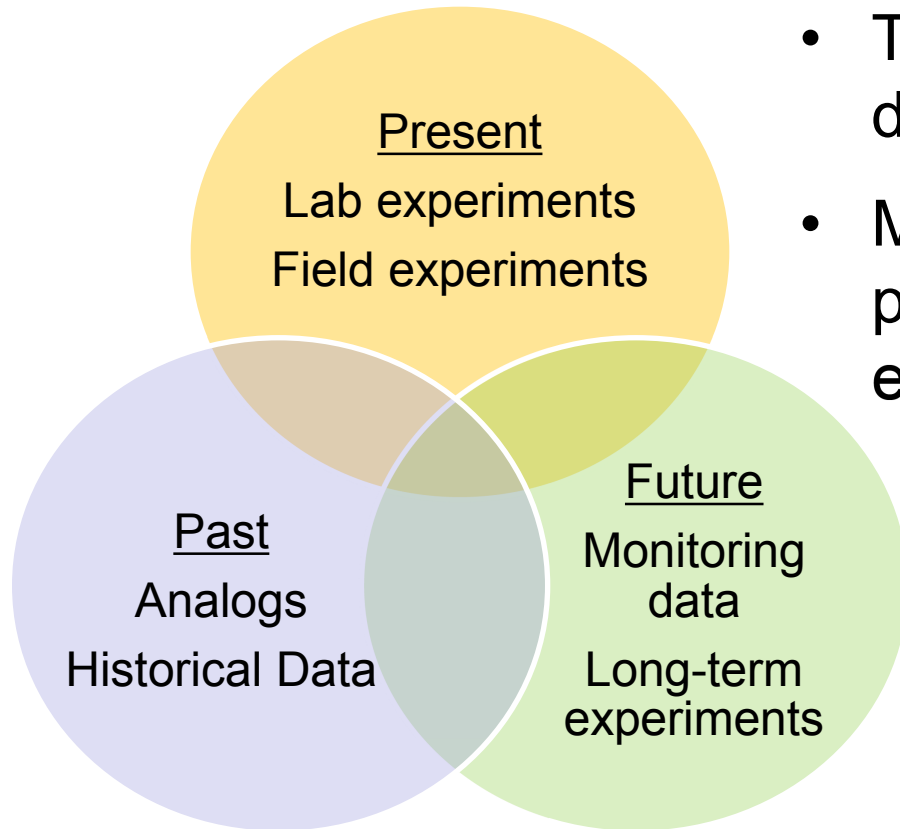 Present
Lab experiments
Field experiments
Past
Analogs
Historical Data
Future
Monitoring
data
Long-term
experiments